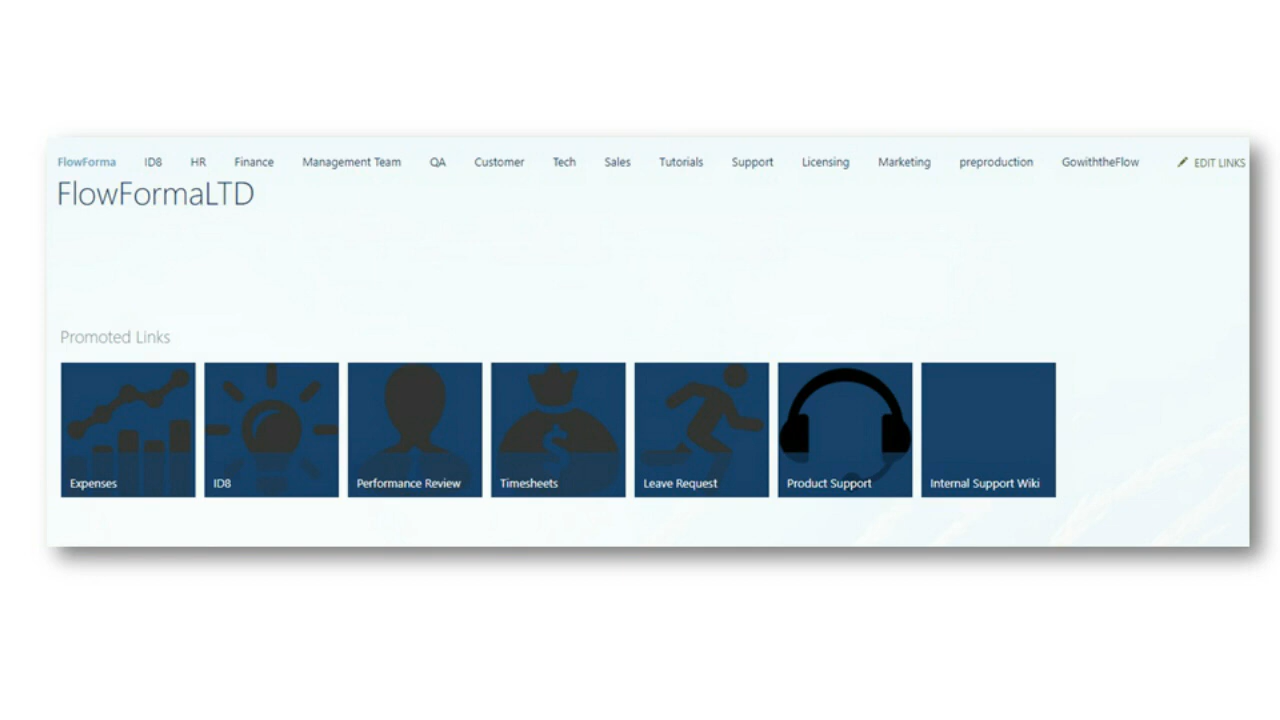 FlowForma ID8 HR Finance Management Team QA Customer Tech Sales Tutorials Support Licensing Marketing preproduction GowiththeFlow EDIT LINKS
FlowFormaLTD
Promoted Links
Expenses ID8 Performance Review Timesheets Leave Request Product Support Internal Support Wiki